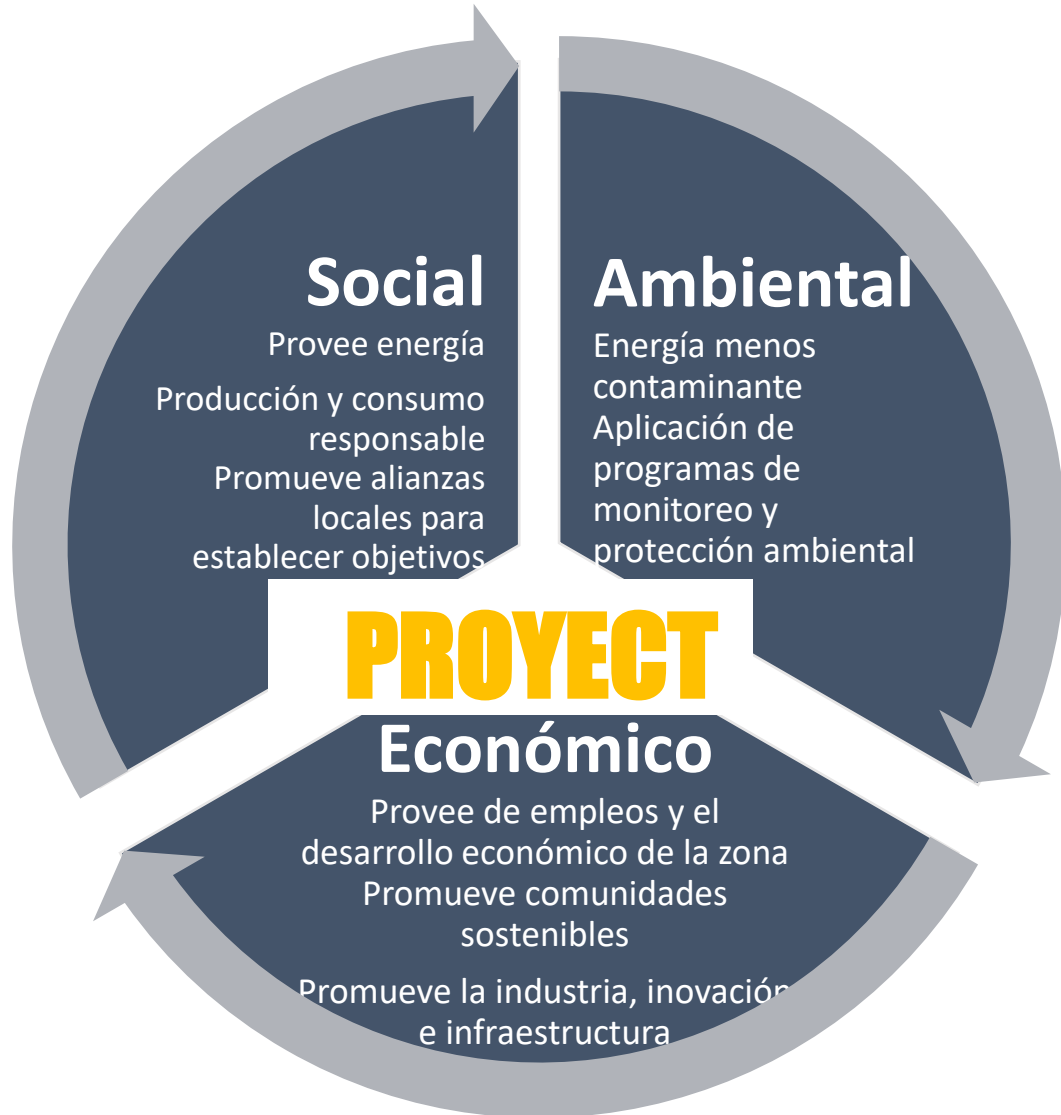 Social
Provee energía
Producción y consumo
responsable
Promueve alianzas
locales para
establecer objetivos
Ambiental
Energía menos
contaminante
Aplicación de
programas de
monitoreo y
protección ambiental
PROYECT
Económico
Provee de empleos y el
desarrollo económico de la zona
Promueve comunidades
sostenibles
Promueve la industria, inovación
e infraestructura